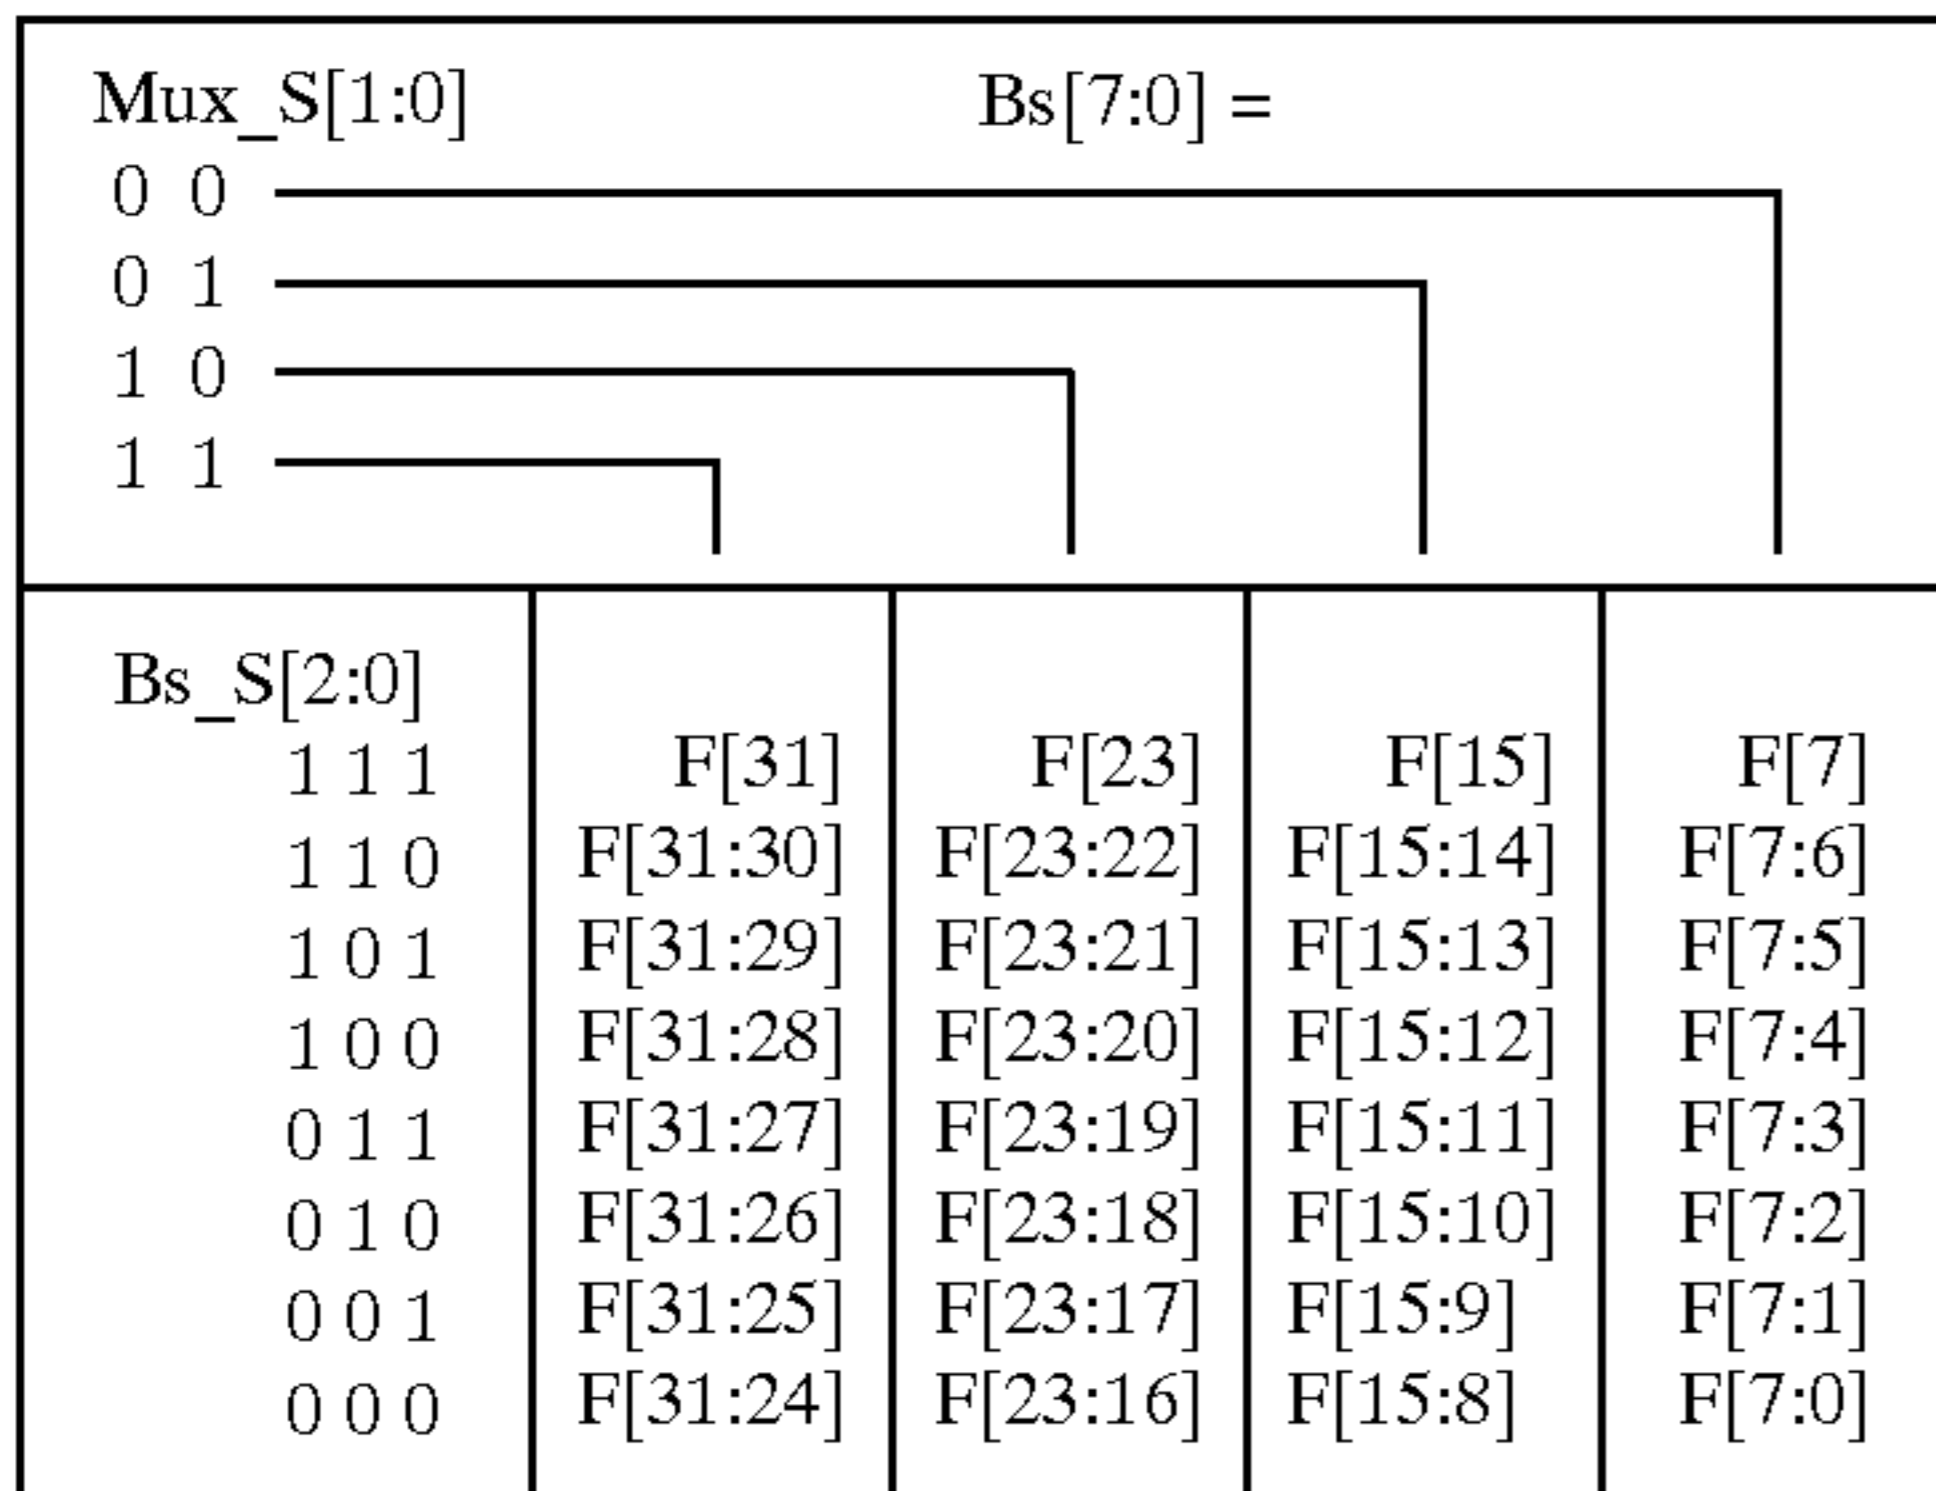 Mux_S[1:0] Bs[7:0] =
0 0
0 1
1 0
1 1
Bs_S[2:0]
1 1 1 F[31] F[23] F[15] F[7]
1 1 0 F[31:30] F[23:22] F[15:14] F[7:6]
1 0 1 F[31:29] F[23:21] F[15:13] F[7:5]
1 0 0 F[31:28] F[23:20] F[15:12] F[7:4]
0 1 1 F[31:27] F[23:19] F[15:11] F[7:3]
0 1 0 F[31:26] F[23:18] F[15:10] F[7:2]
0 0 1 F[31:25] F[23:17] F[15:9] F[7:1]
0 0 0 F[31:24] F[23:16] F[15:8] F[7:0]